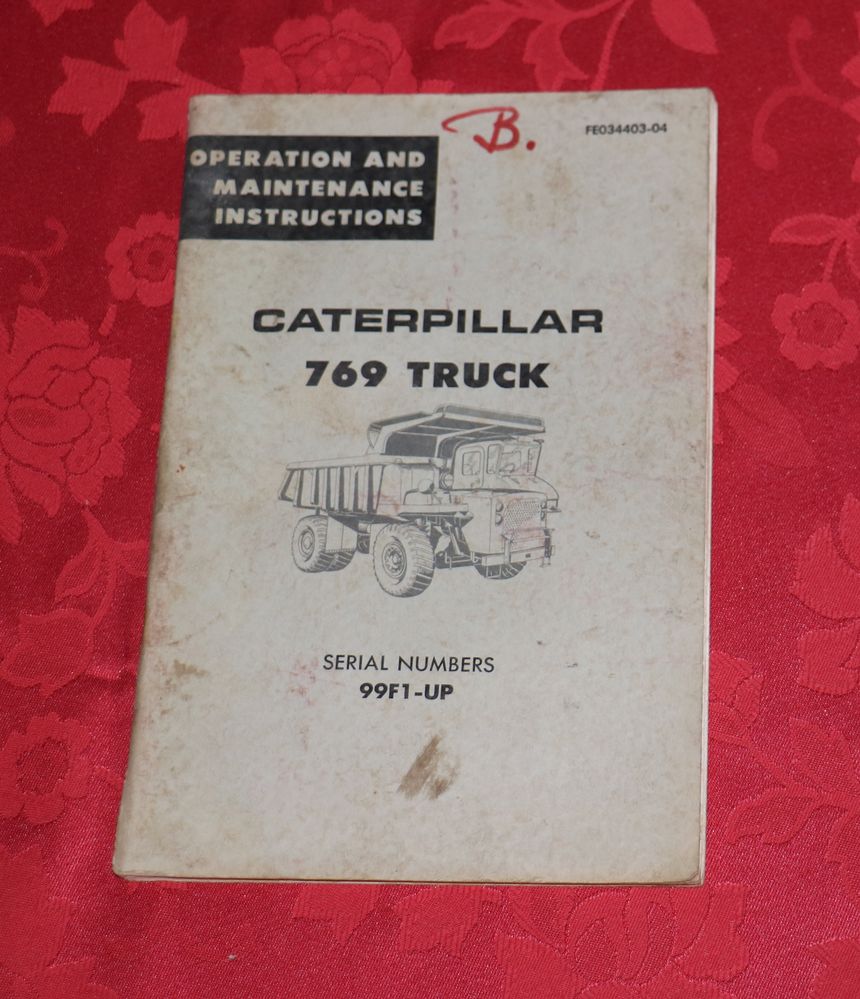 B.
FE034403-04
OPERATION AND
MAINTENANCE
INSTRUCTIONS
CATERPILLAR
769 TRUCK
SERIAL NUMBERS
99F1-UP